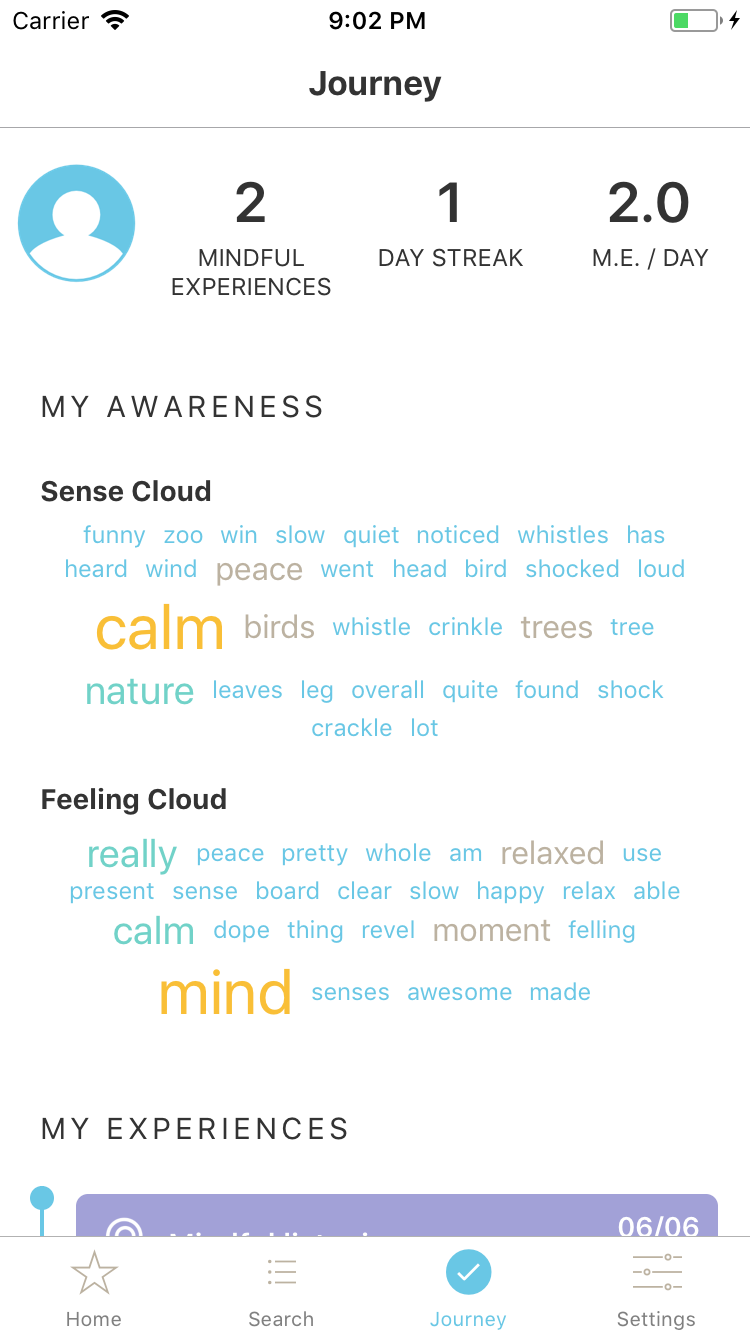 Carrier 9:02 PM
Journey
2 1 2.0
MINDFUL EXPERIENCES DAY STREAK M.E. / DAY
MY AWARENESS
Sense Cloud
funny zoo win slow quiet noticed whistles has
heard wind peace went head bird shocked loud
calm birds whistle crinkle trees tree
nature leaves leg overall quite found shock
crackle lot
Feeling Cloud
really peace pretty whole am relaxed use
present sense board clear slow happy relax able
calm dope thing revel moment felling
mind senses awesome made
MY EXPERIENCES
06/06
Home Search Journey Settings